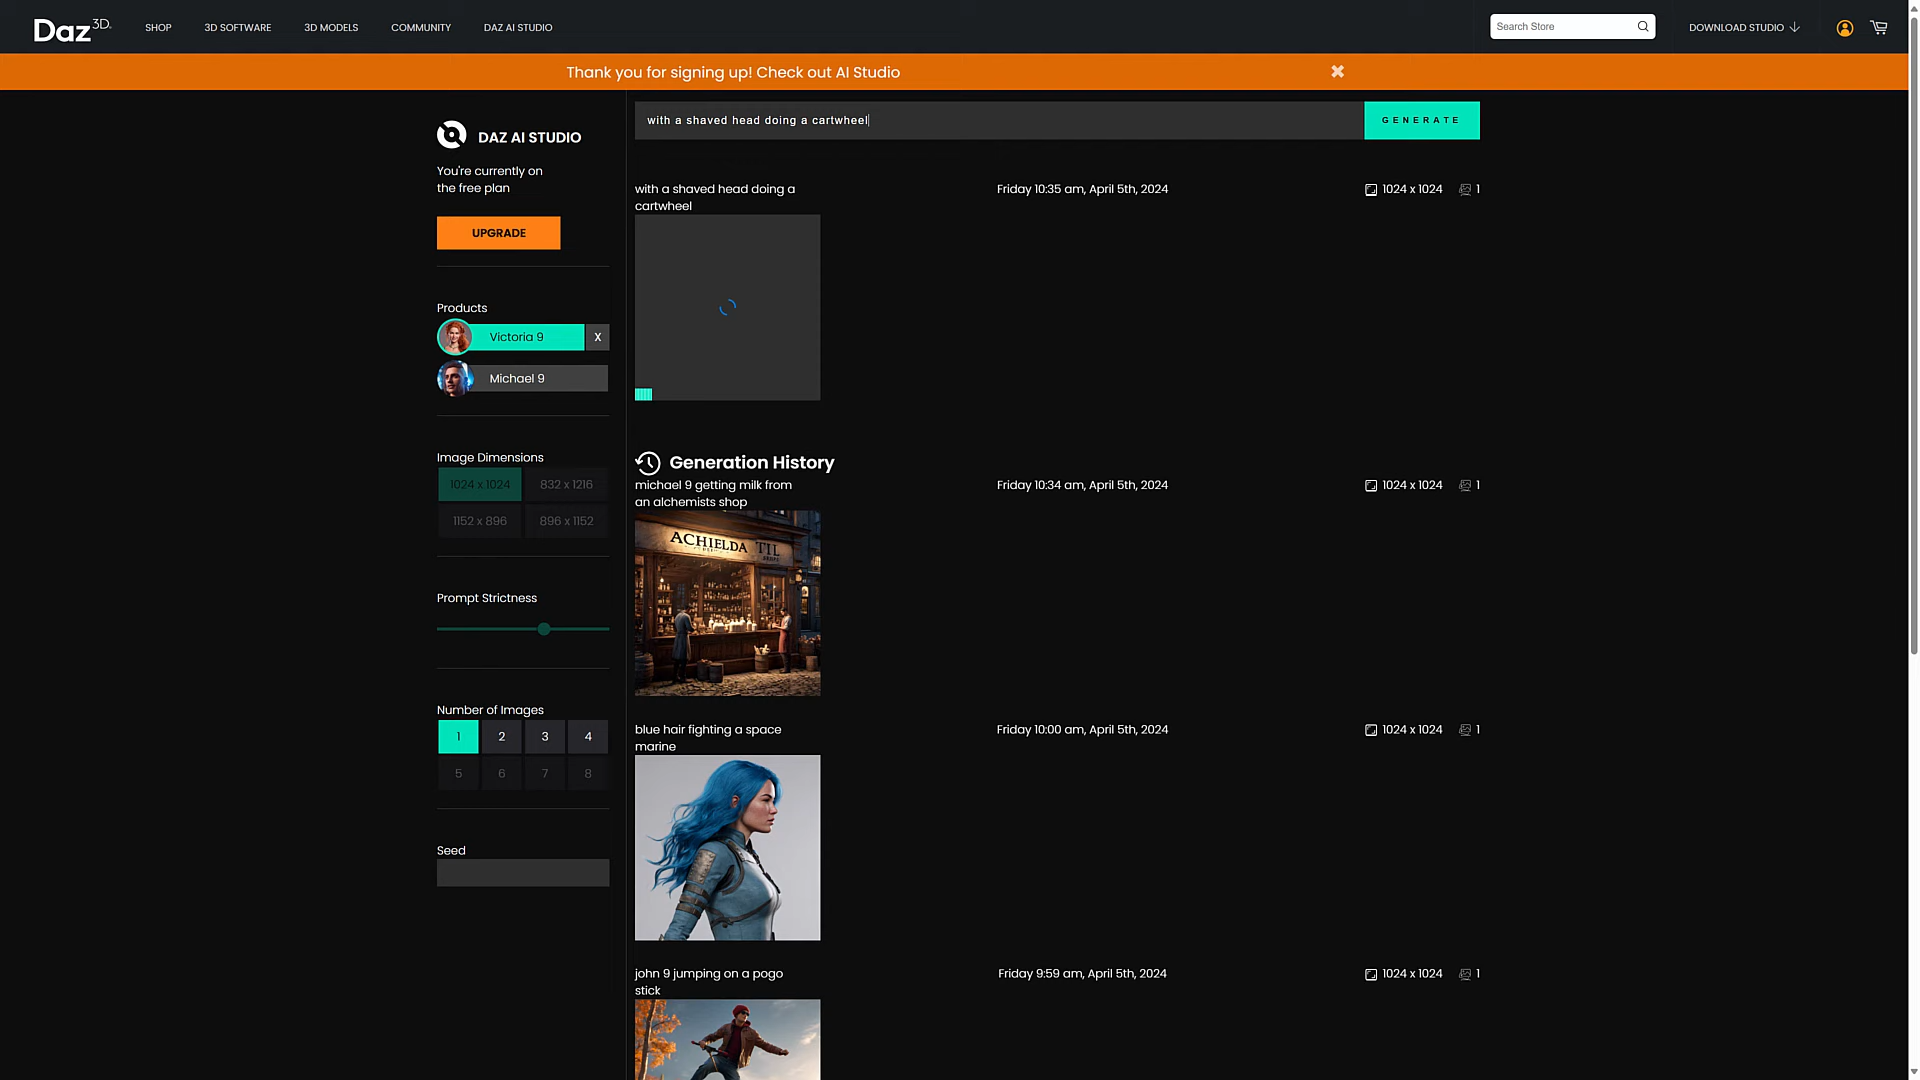 Daz 3D
SHOP
3D SOFTWARE
3D MODELS
COMMUNITY
DAZ AI STUDIO
Search Store
DOWNLOAD STUDIO
Thank you for signing up! Check out AI Studio
DAZ AI STUDIO
You're currently on
the free plan
UPGRADE
Products
Victoria 9
X
Michael 9
Image Dimensions
1024 x 1024
832 x 1216
1152 x 896
896 x 1152
Prompt Strictness
Number of Images
1 2 3 4
5 6 7 8
Seed
with a shaved head doing a cartwheel
GENERATE
with a shaved head doing a
cartwheel
Friday 10:35 am, April 5th, 2024
1024 x 1024
1
Generation History
michael 9 getting milk from
an alchemists shop
Friday 10:34 am, April 5th, 2024
1024 x 1024
1
ACHIELDA TIL
blue hair fighting a space
marine
Friday 10:00 am, April 5th, 2024
1024 x 1024
1
john 9 jumping on a pogo
stick
Friday 9:59 am, April 5th, 2024
1024 x 1024
1